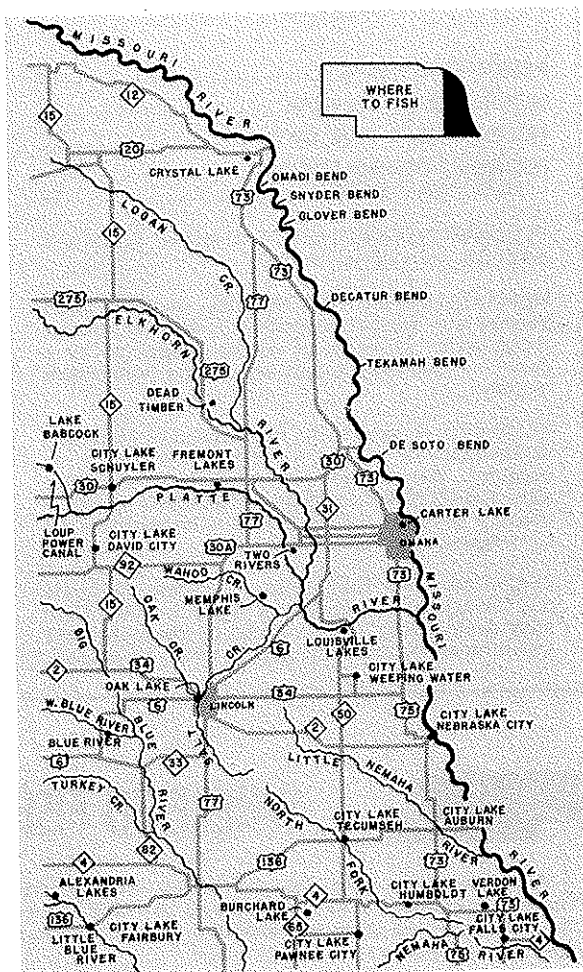 MISSOURI RIVER
WHERE
TO FISH
12
15
20
CRYSTAL LAKE
OMADI BEND
SNYDER BEND
GLOVER BEND
73
LOGAN CR.
15
73
77
275
DECATUR BEND
ELKHORN RIVER
TEKAMAH BEND
275
DEAD
TIMBER
15
LAKE
BABCOCK
CITY LAKE
SCHUYLER
FREMONT
LAKES
DE SOTO BEND
30
73
30
PLATTE RIVER
31
CARTER LAKE
LOUP
POWER
CANAL
CITY LAKE
DAVID CITY
77
30A
TWO
RIVERS
OMAHA
92
WAHOO CR.
73
MISSOURI
15
OAK CR.
MEMPHIS
LAKE
BIG BLUE RIVER
6
LOUISVILLE
LAKES
2
34
SALT CR.
CITY LAKE
WEEPING WATER
OAK LAKE
6
LINCOLN
34
W. BLUE RIVER
50
75
CITY LAKE
NEBRASKA CITY
BLUE RIVER
2
6
33
LITTLE NEMAHA RIVER
TURKEY CR.
77
NORTH FORK
CITY LAKE
TECUMSEH
CITY LAKE
AUBURN
RIVER
82
136
73
4
ALEXANDRIA
LAKES
4
CITY LAKE
HUMBOLDT
VERDON
LAKE
BURCHARD
LAKE
73
136
CITY LAKE
FAIRBURY
65
CITY LAKE
FALLS CITY
4
LITTLE
BLUE
RIVER
CITY LAKE
PAWNEE CITY
NEMAHA RIVER
75